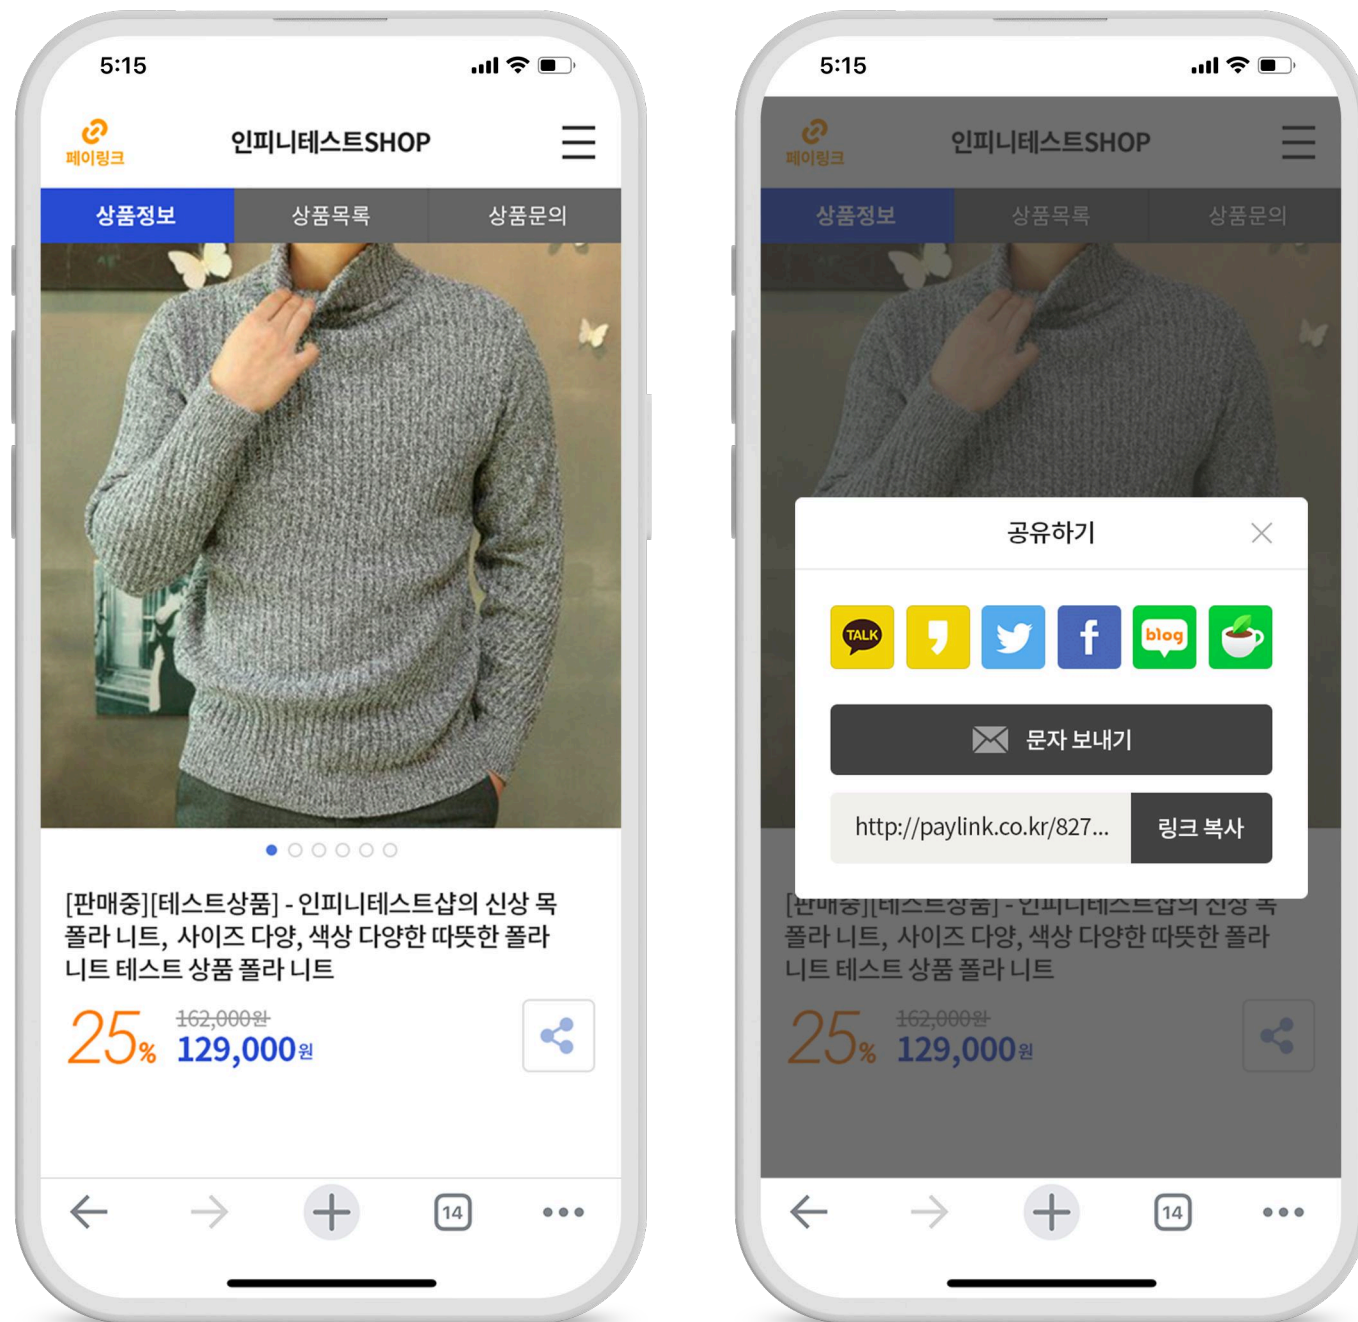 5:15
페이링크
인피니테스트SHOP
상품정보
상품목록
상품문의
[판매중][테스트상품] - 인피니테스트샵의 신상 목
폴라 니트, 사이즈 다양, 색상 다양한 따뜻한 폴라
니트 테스트 상품 폴라 니트
25%
162,000원
129,000원
14
5:15
페이링크
인피니테스트SHOP
상품정보
상품목록
상품문의
공유하기
TALK
blog
문자 보내기
http://paylink.co.kr/827...
링크 복사
[판매중][테스트상품] - 인피니테스트샵의 신상 목
폴라 니트, 사이즈 다양, 색상 다양한 따뜻한 폴라
니트 테스트 상품 폴라 니트
25%
162,000원
129,000원
14